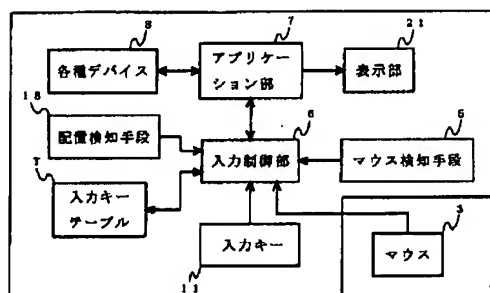 8
7
21
各種デバイス
アプリケー
ション部
表示部
18
6
5
配置検知手段
入力制御部
マウス検知手段
T
入力キー
テーブル
3
入力キー
マウス
11